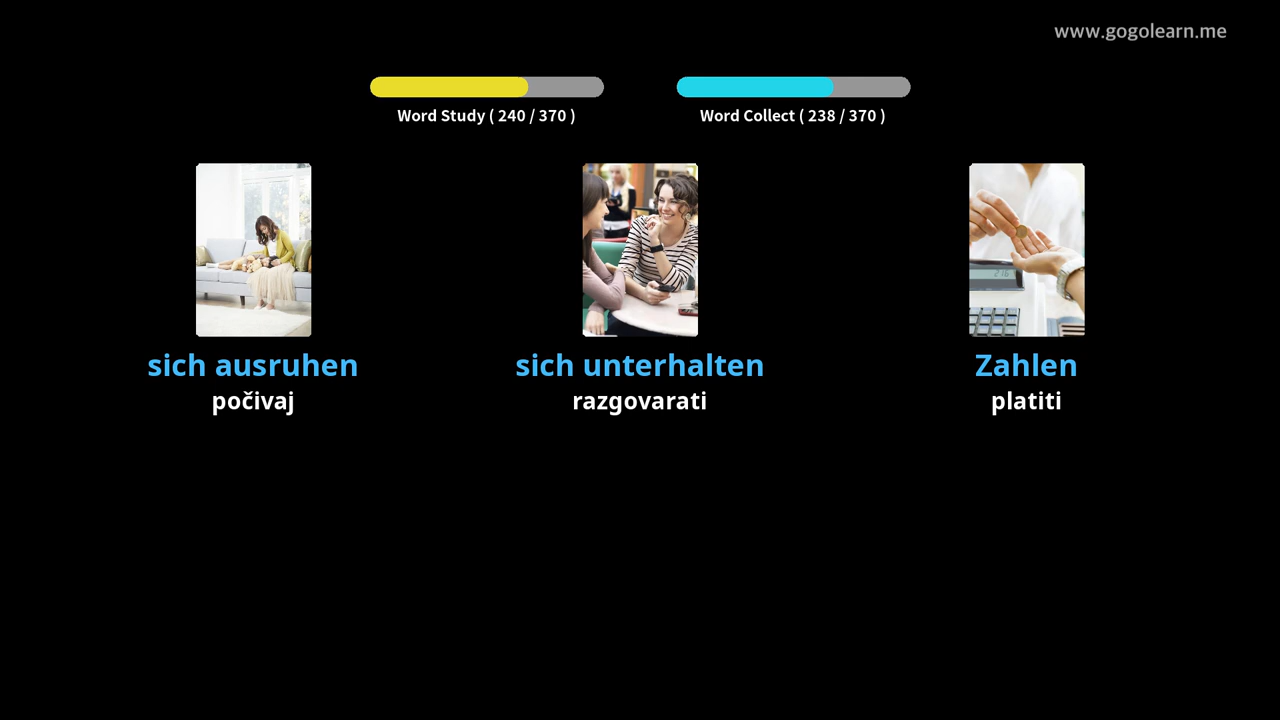 www.gogolearn.me
Word Study ( 240 / 370 )
Word Collect ( 238 / 370 )
sich ausruhen
počivaj
sich unterhalten
razgovarati
Zahlen
platiti